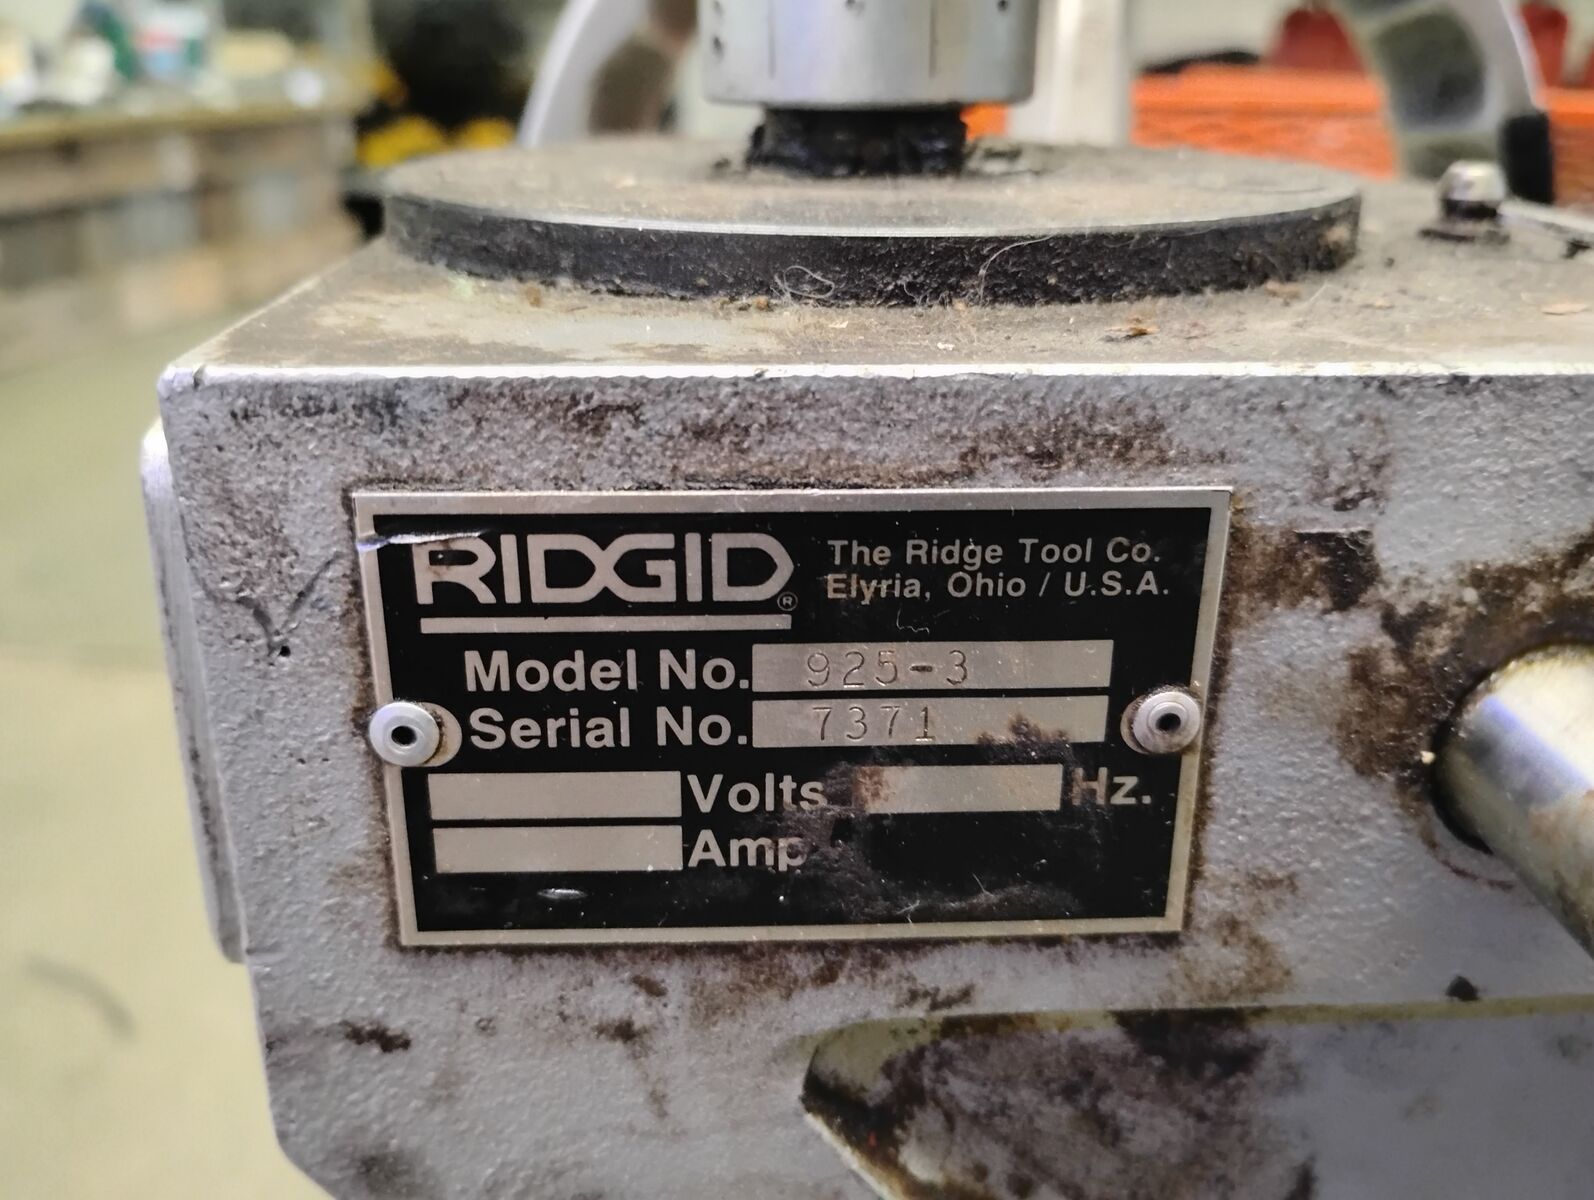 RIDGID®
The Ridge Tool Co.
Elyria, Ohio / U.S.A.
Model No. 925-3
Serial No. 7371
Volts Hz.
Amp